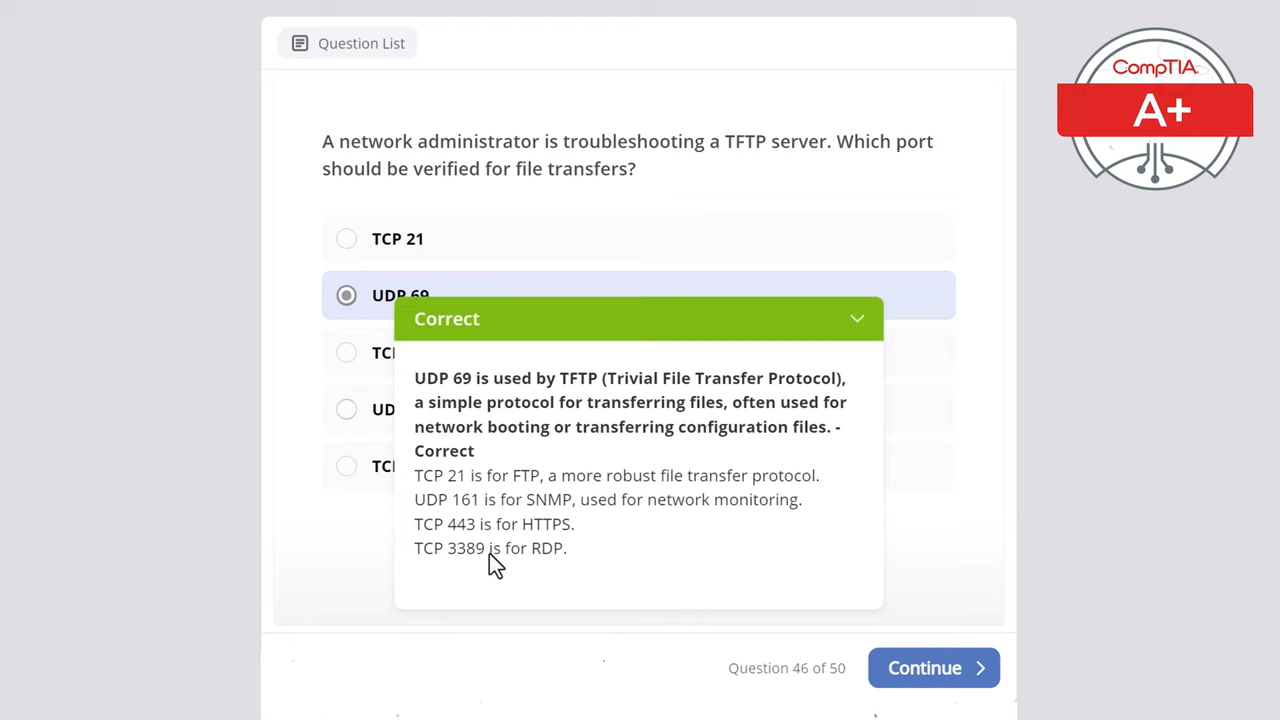 Question List
CompTIA.
A+
A network administrator is troubleshooting a TFTP server. Which port
should be verified for file transfers?
TCP 21
UDP 69
Correct
UDP 69 is used by TFTP (Trivial File Transfer Protocol),
a simple protocol for transferring files, often used for
network booting or transferring configuration files. -
Correct
TCP 21 is for FTP, a more robust file transfer protocol.
UDP 161 is for SNMP, used for network monitoring.
TCP 443 is for HTTPS.
TCP 3389 is for RDP.
Question 46 of 50
Continue